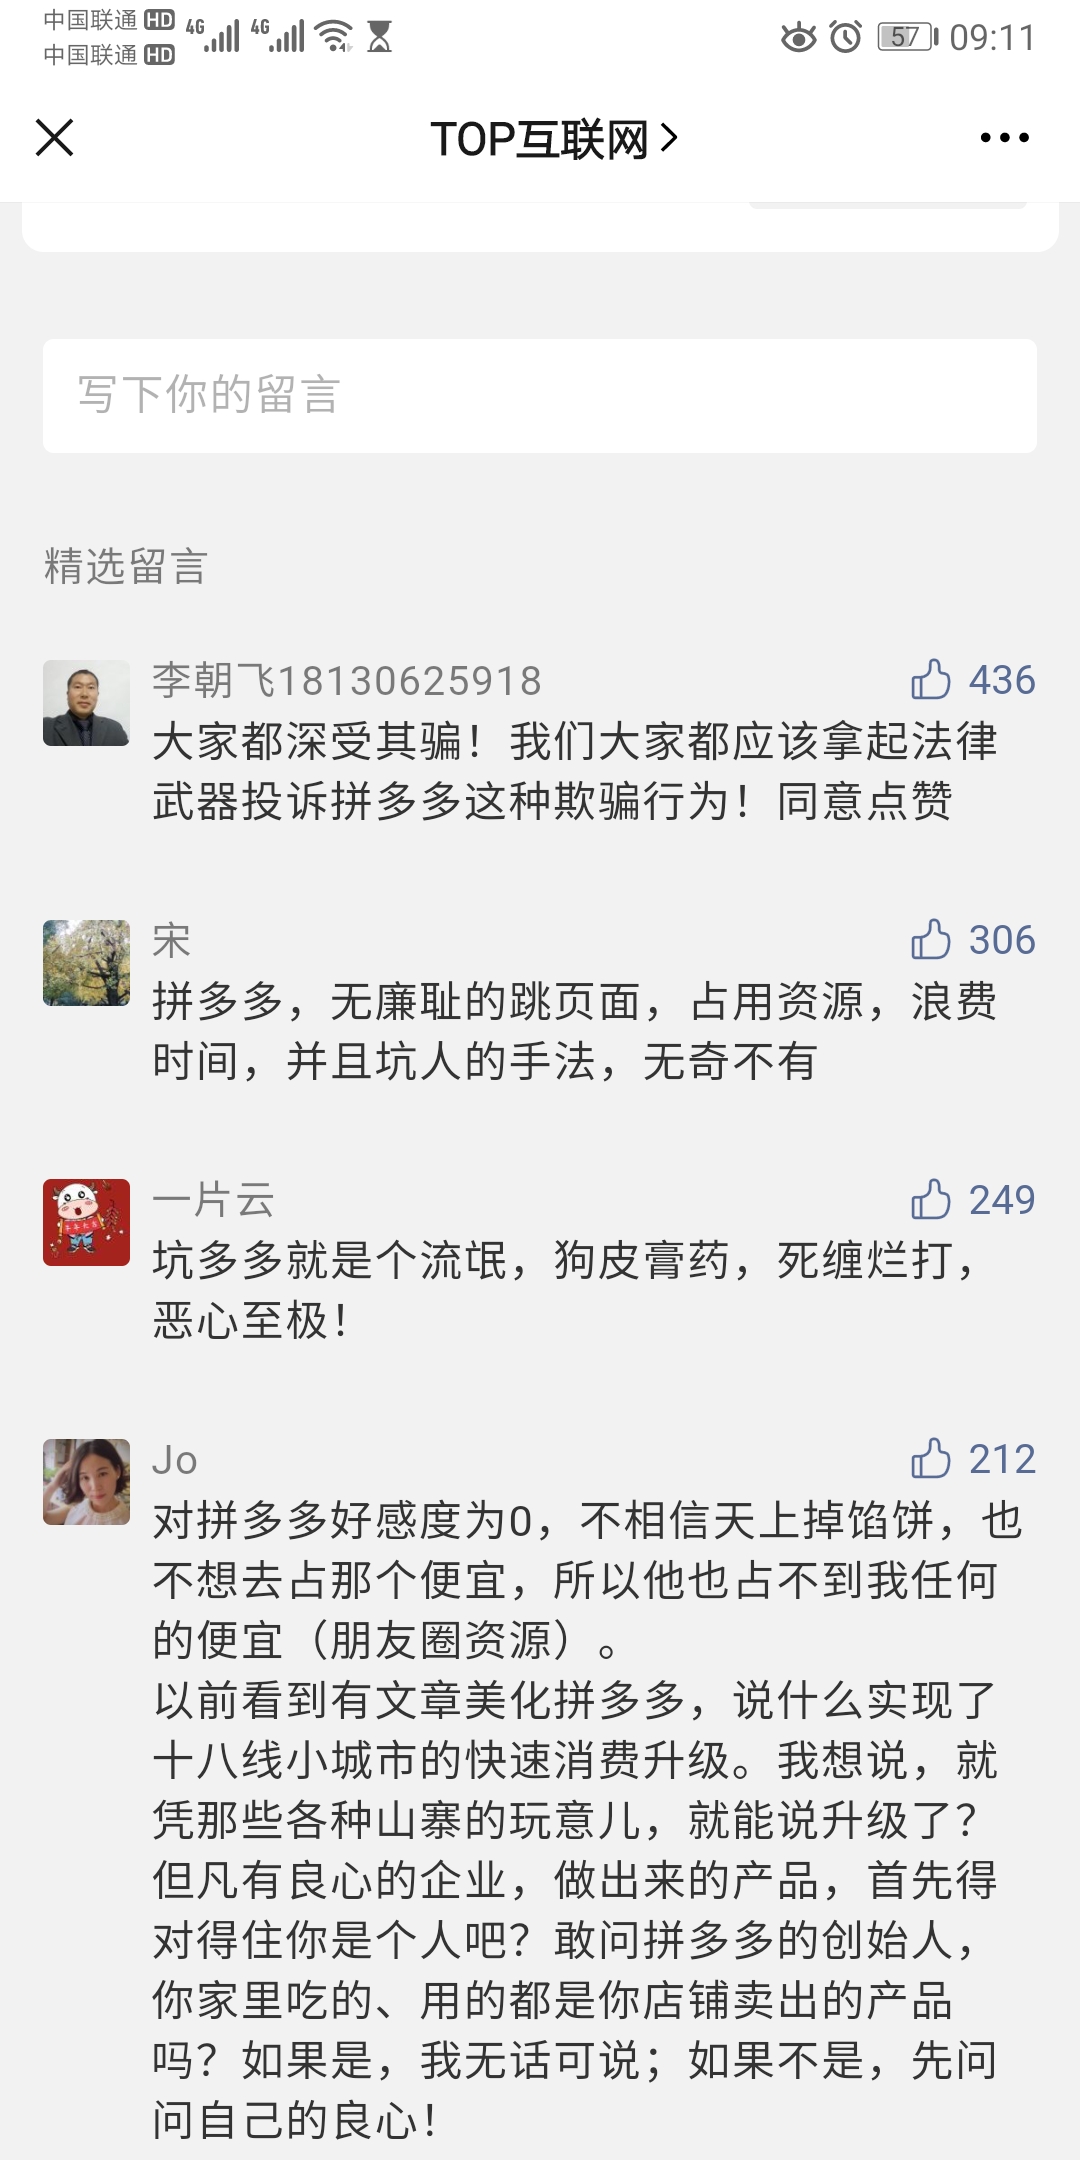 中国联通 HD 4G 4G 57 09:11
中国联通 HD
TOP互联网
写下你的留言
精选留言
李朝飞18130625918 436
大家都深受其骗！我们大家都应该拿起法律
武器投诉拼多多这种欺骗行为！同意点赞
宋 306
拼多多，无廉耻的跳页面，占用资源，浪费
时间，并且坑人的手法，无奇不有
一片云 249
坑多多就是个流氓，狗皮膏药，死缠烂打，
恶心至极！
Jo 212
对拼多多好感度为0，不相信天上掉馅饼，也
不想去占那个便宜，所以他也占不到我任何
的便宜（朋友圈资源）。
以前看到有文章美化拼多多，说什么实现了
十八线小城市的快速消费升级。我想说，就
凭那些各种山寨的玩意儿，就能说升级了？
但凡有良心的企业，做出来的产品，首先得
对得住你是个人吧？敢问拼多多的创始人，
你家里吃的、用的都是你店铺卖出的产品
吗？如果是，我无话可说；如果不是，先问
问自己的良心！